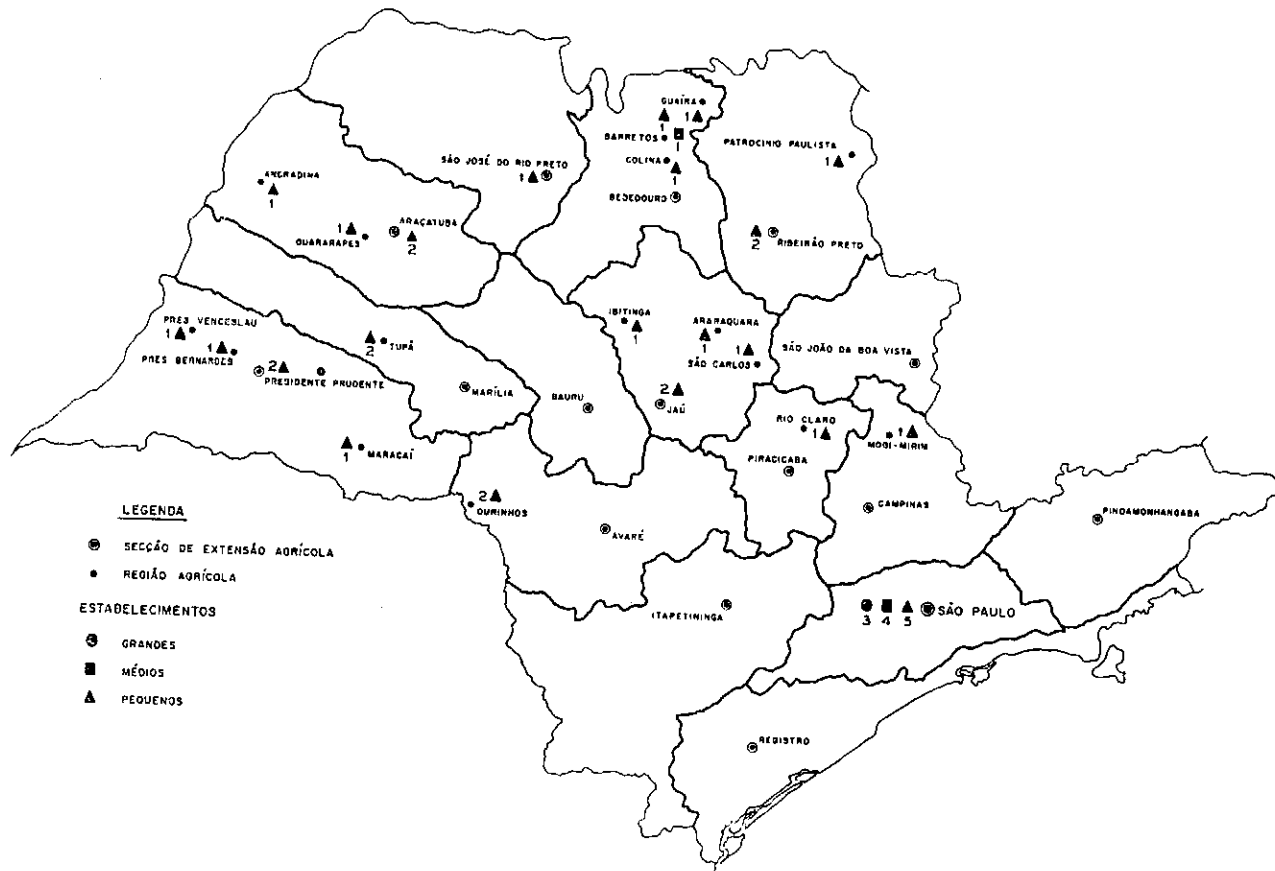 GUAÍRA
1
1
BARRETOS
1
COLINA
1
BEBEDOURO
PATROCINIO PAULISTA
1
SÃO JOSÉ DO RIO PRETO
1
ANDRADINA
1
ARAÇATUBA
1
2
GUARARAPES
2
RIBEIRÃO PRETO
IBITINGA
1
ARARAQUARA
1
1
SÃO CARLOS
2
JAÚ
SÃO JOÃO DA BOA VISTA
PRES VENCESLAU
1
1
PRES BERNARDES
2
PRESIDENTE PRUDENTE
2
TUPÃ
MARÍLIA
BAURU
1
MARACAÍ
RIO CLARO
1
PIRACICABA
1
MOGI-MIRIM
CAMPINAS
2
OURINHOS
AVARÉ
PINDAMONHANGABA
ITAPETININGA
3 4 5
SÃO PAULO
REGISTRO
LEGENDA
SECÇÃO DE EXTENSÃO AGRÍCOLA
REGIÃO AGRÍCOLA
ESTABELECIMENTOS
GRANDES
MÉDIOS
PEQUENOS